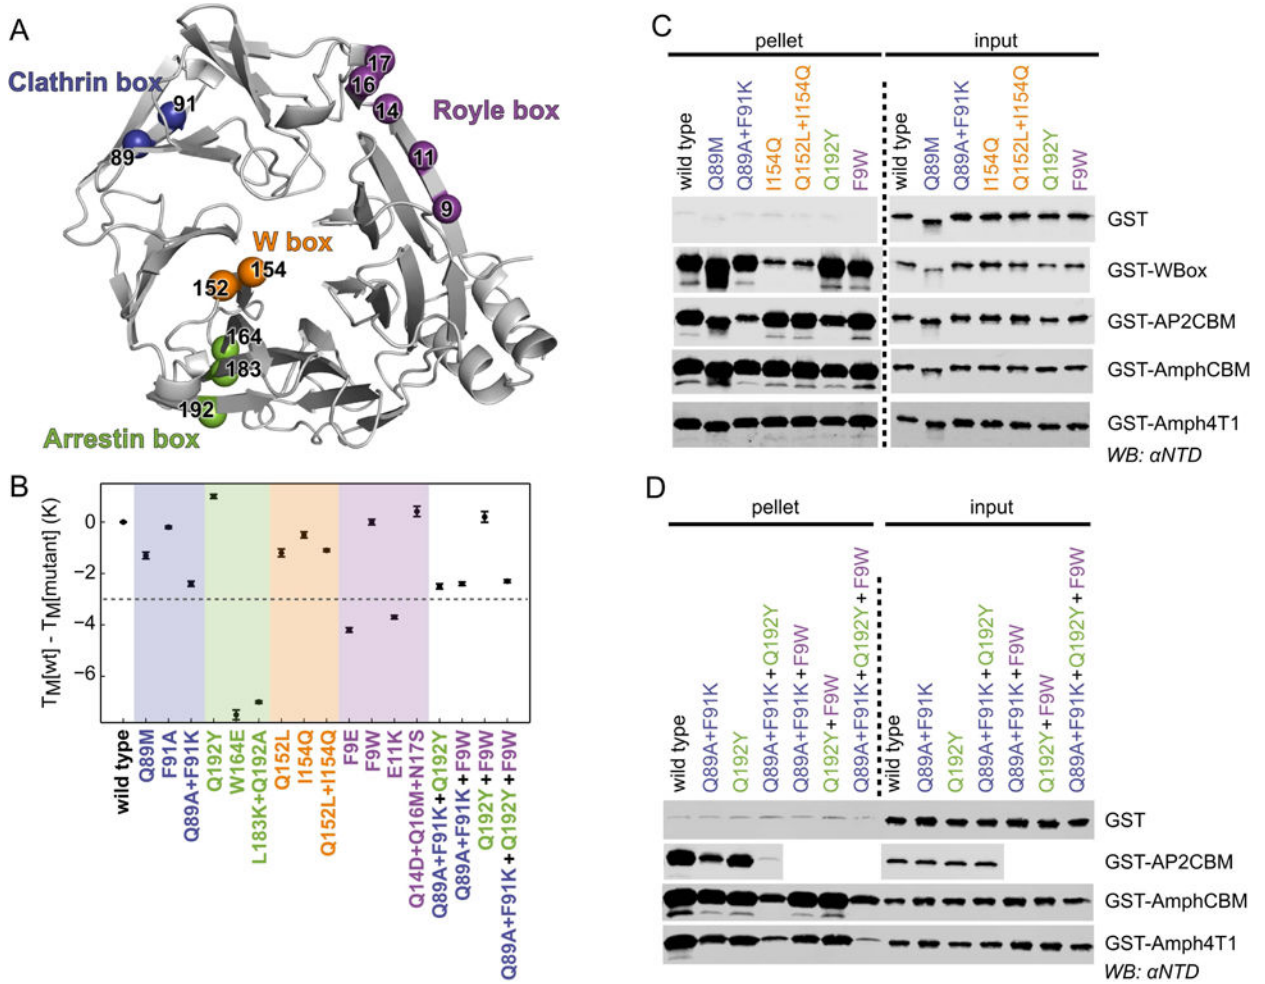 A
Clathrin box
91
89
17
16
14
11
9
Royle box
W box
154
152
164
183
192
Arrestin box
B
TM[wt] - TM[mutant] (K)
0
−2
−4
−6
wild type
Q89M
F91A
Q89A+F91K
Q192Y
W164E
L183K+Q192A
Q152L
I154Q
Q152L+I154Q
F9E
F9W
E11K
Q14D+Q16M+N17S
Q89A+F91K+Q192Y
Q89A+F91K+F9W
Q192Y+F9W
Q89A+F91K+Q192Y+F9W
C
pellet
input
wild type
Q89M
Q89A+F91K
I154Q
Q152L+I154Q
Q192Y
F9W
wild type
Q89M
Q89A+F91K
I154Q
Q152L+I154Q
Q192Y
F9W
GST
GST-WBox
GST-AP2CBM
GST-AmphCBM
GST-Amph4T1
WB: αNTD
D
pellet
input
wild type
Q89A+F91K
Q192Y
Q89A+F91K+Q192Y
Q89A+F91K+F9W
Q192Y+F9W
Q89A+F91K+Q192Y+F9W
wild type
Q89A+F91K
Q192Y
Q89A+F91K+Q192Y
Q89A+F91K+F9W
Q192Y+F9W
Q89A+F91K+Q192Y+F9W
GST
GST-AP2CBM
GST-AmphCBM
GST-Amph4T1
WB: αNTD